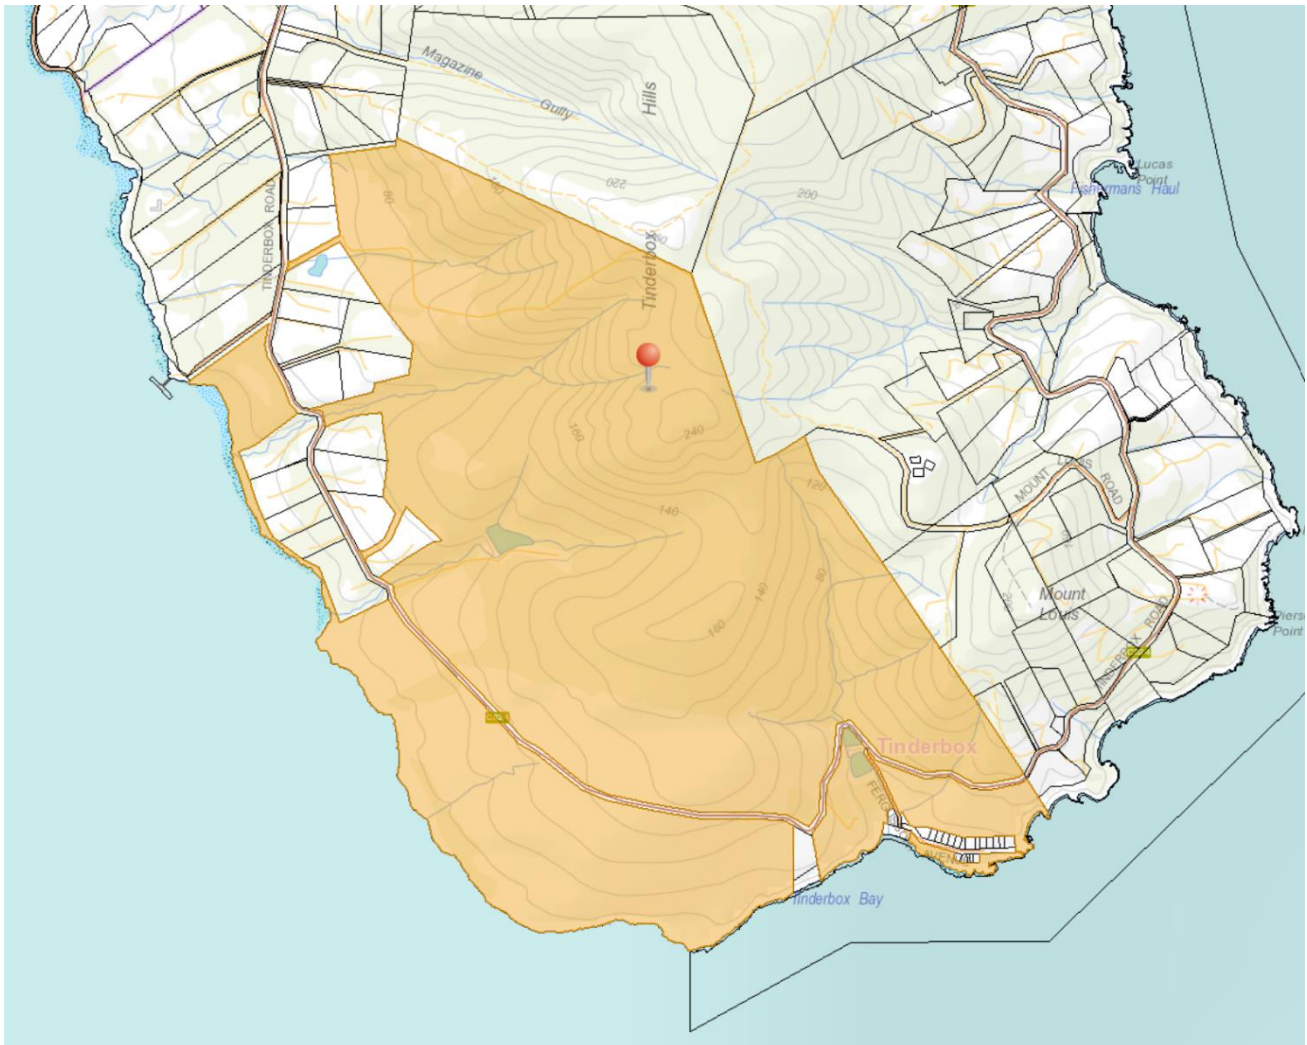 Magazine
Gully
Hills
Lucas
Point
Fishermans Haul
80
220
200
TINDERBOX ROAD
Tinderbox
240
160
140
120
MOUNT
ROAD
80
140
160
Mount
Louis
Point
TINDERBOX ROAD
Tinderbox
AVENUE
Tinderbox Bay